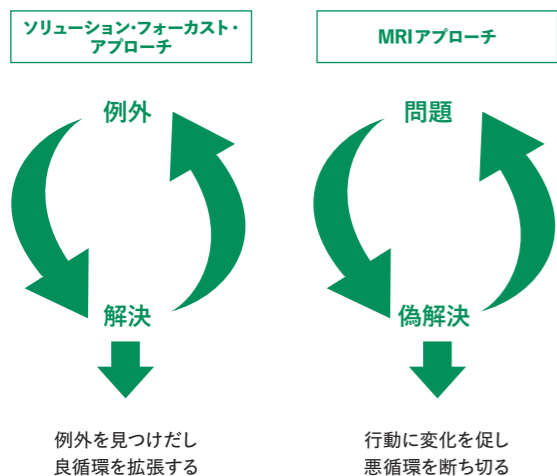 ソリューション・フォーカスト・
アプローチ
例外
解決
例外を見つけだし
良循環を拡張する
MRIアプローチ
問題
偽解決
行動に変化を促し
悪循環を断ち切る